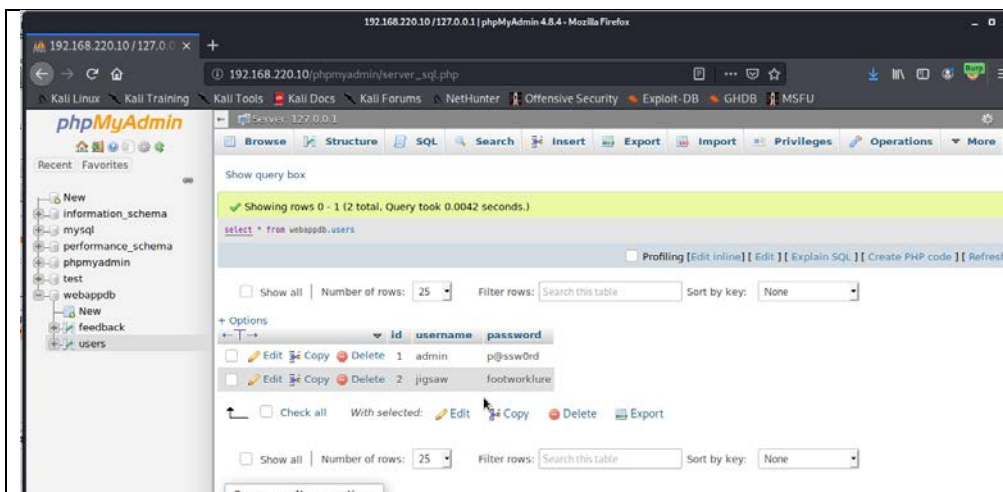 192.168.220.10 / 127.0.0.1 | phpMyAdmin 4.8.4 - Mozilla Firefox
192.168.220.10 / 127.0.0 × +
192.168.220.10/phpmyadmin/server_sql.php
Kali Linux Kali Training Kali Tools Kali Docs Kali Forums NetHunter Offensive Security Exploit-DB GHDB MSFU
phpMyAdmin
Recent Favorites
New
information_schema
mysql
performance_schema
phpmyadmin
test
webappdb
New
feedback
users
Server: 127.0.0.1
Browse Structure SQL Search Insert Export Import Privileges Operations More
Show query box
Showing rows 0 - 1 (2 total, Query took 0.0042 seconds.)
select * from webappdb.users
Profiling [Edit inline] [ Edit ] [ Explain SQL ] [ Create PHP code ] [ Refresh
Show all | Number of rows: 25 Filter rows: Search this table Sort by key: None
+ Options
←T→ id username password
Edit Copy Delete 1 admin p@ssw0rd
Edit Copy Delete 2 jigsaw footworklure
Check all With selected: Edit Copy Delete Export
Show all | Number of rows: 25 Filter rows: Search this table Sort by key: None